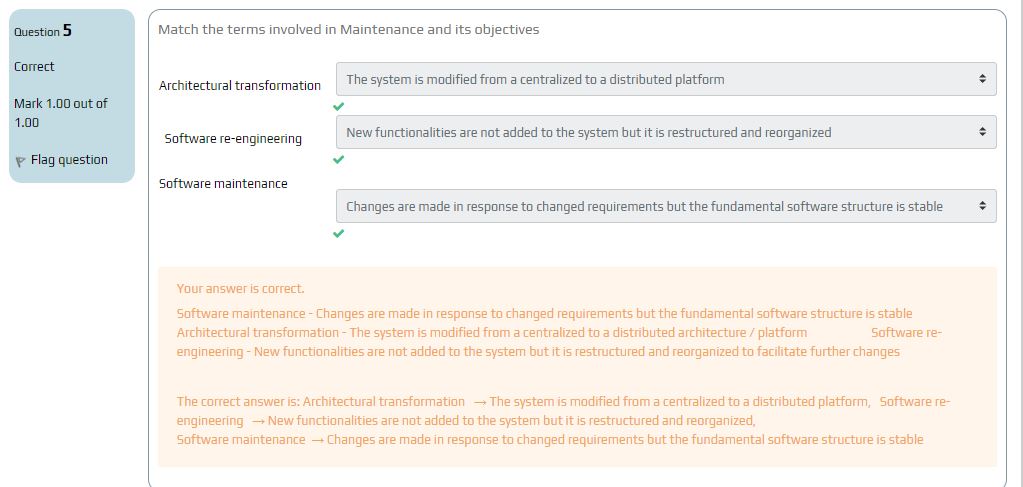 Question 5
Correct
Mark 1.00 out of
1.00
Flag question
Match the terms involved in Maintenance and its objectives
Architectural transformation
The system is modified from a centralized to a distributed platform
Software re-engineering
New functionalities are not added to the system but it is restructured and reorganized
Software maintenance
Changes are made in response to changed requirements but the fundamental software structure is stable
Your answer is correct.
Software maintenance - Changes are made in response to changed requirements but the fundamental software structure is stable
Architectural transformation - The system is modified from a centralized to a distributed architecture / platform Software re-
engineering - New functionalities are not added to the system but it is restructured and reorganized to facilitate further changes
The correct answer is: Architectural transformation → The system is modified from a centralized to a distributed platform, Software re-
engineering → New functionalities are not added to the system but it is restructured and reorganized,
Software maintenance → Changes are made in response to changed requirements but the fundamental software structure is stable